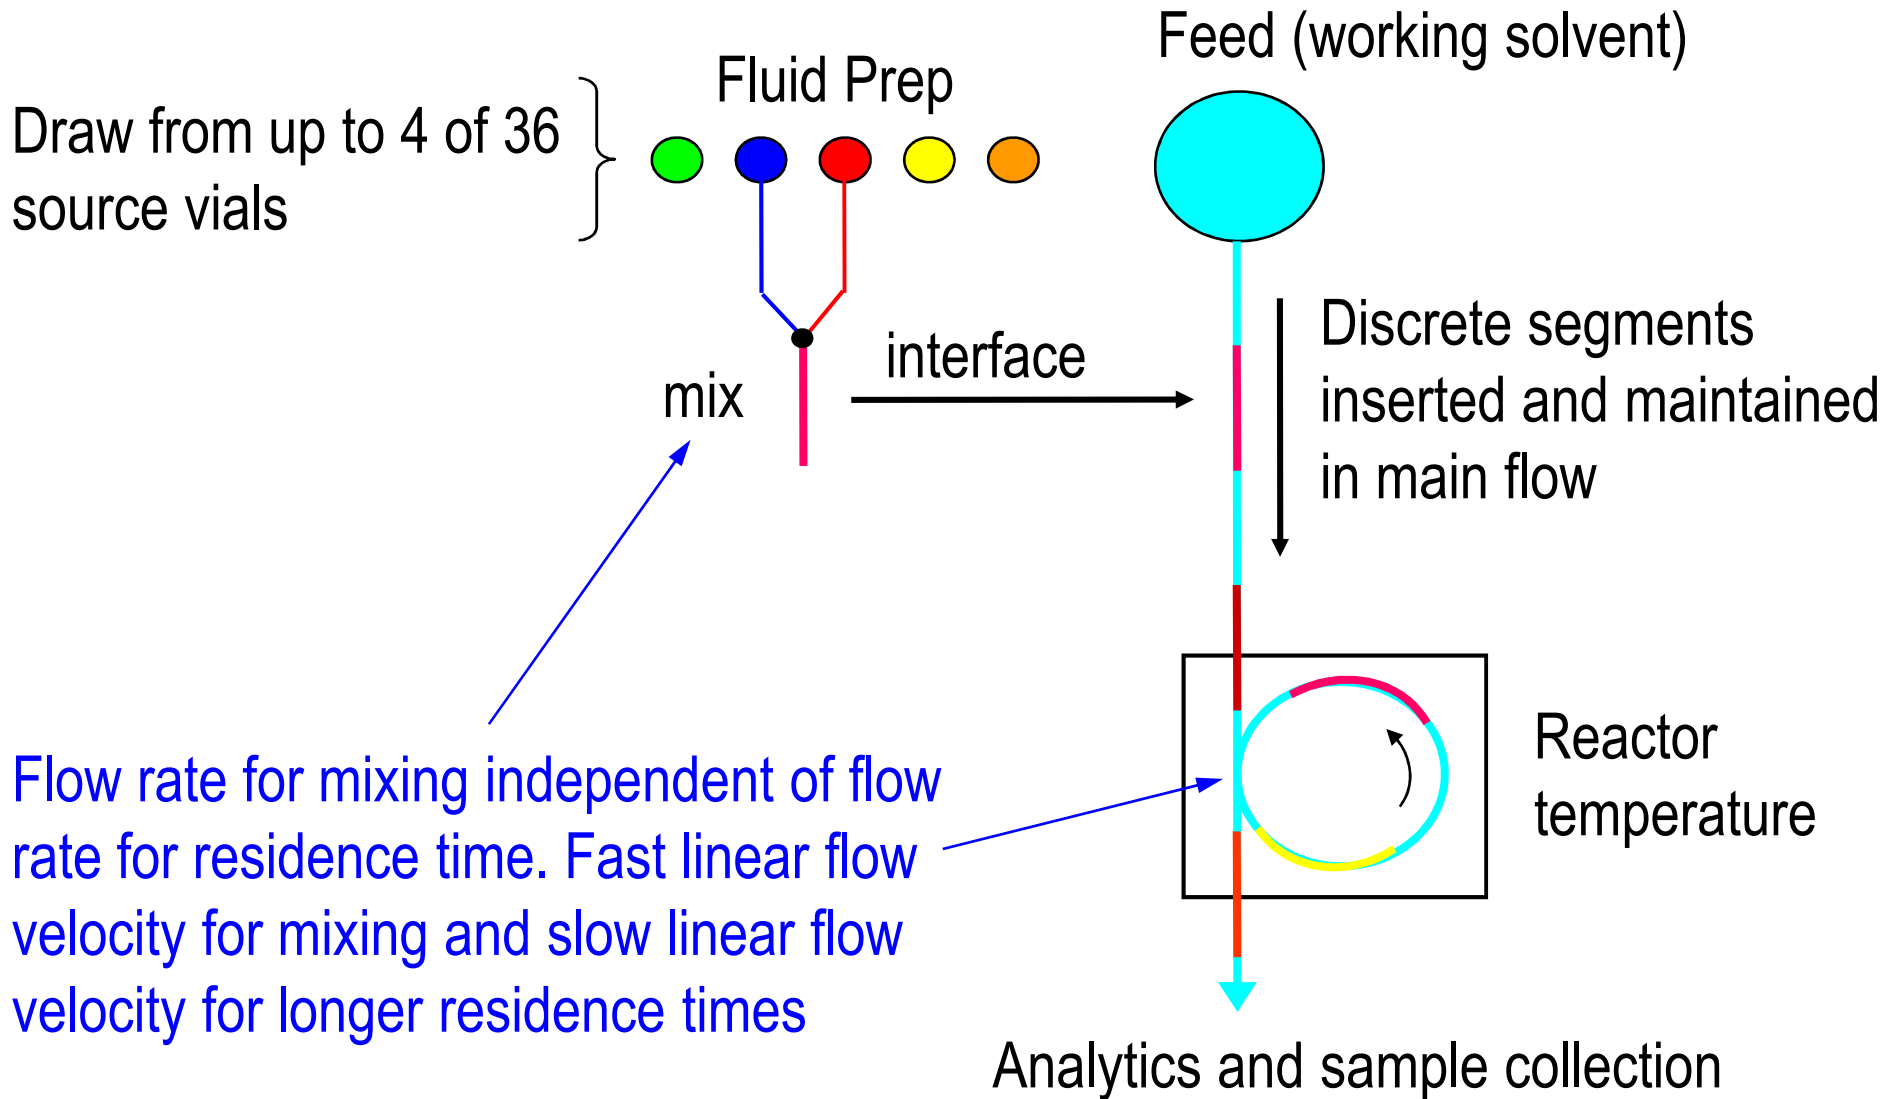 Feed (working solvent)
Fluid Prep
Draw from up to 4 of 36
source vials
Discrete segments
inserted and maintained
in main flow
interface
mix
Reactor
temperature
Flow rate for mixing independent of flow
rate for residence time. Fast linear flow
velocity for mixing and slow linear flow
velocity for longer residence times
Analytics and sample collection